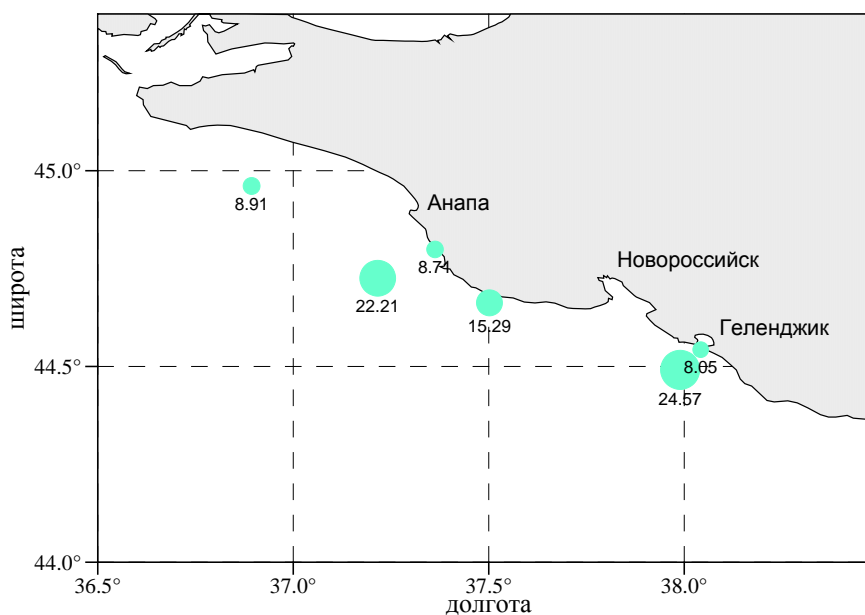 45.0°
44.5°
44.0°
широта
Анапа
Новороссийск
Геленджик
8.91
8.74
22.21
15.29
8.05
24.57
36.5°
37.0°
37.5°
38.0°
долгота